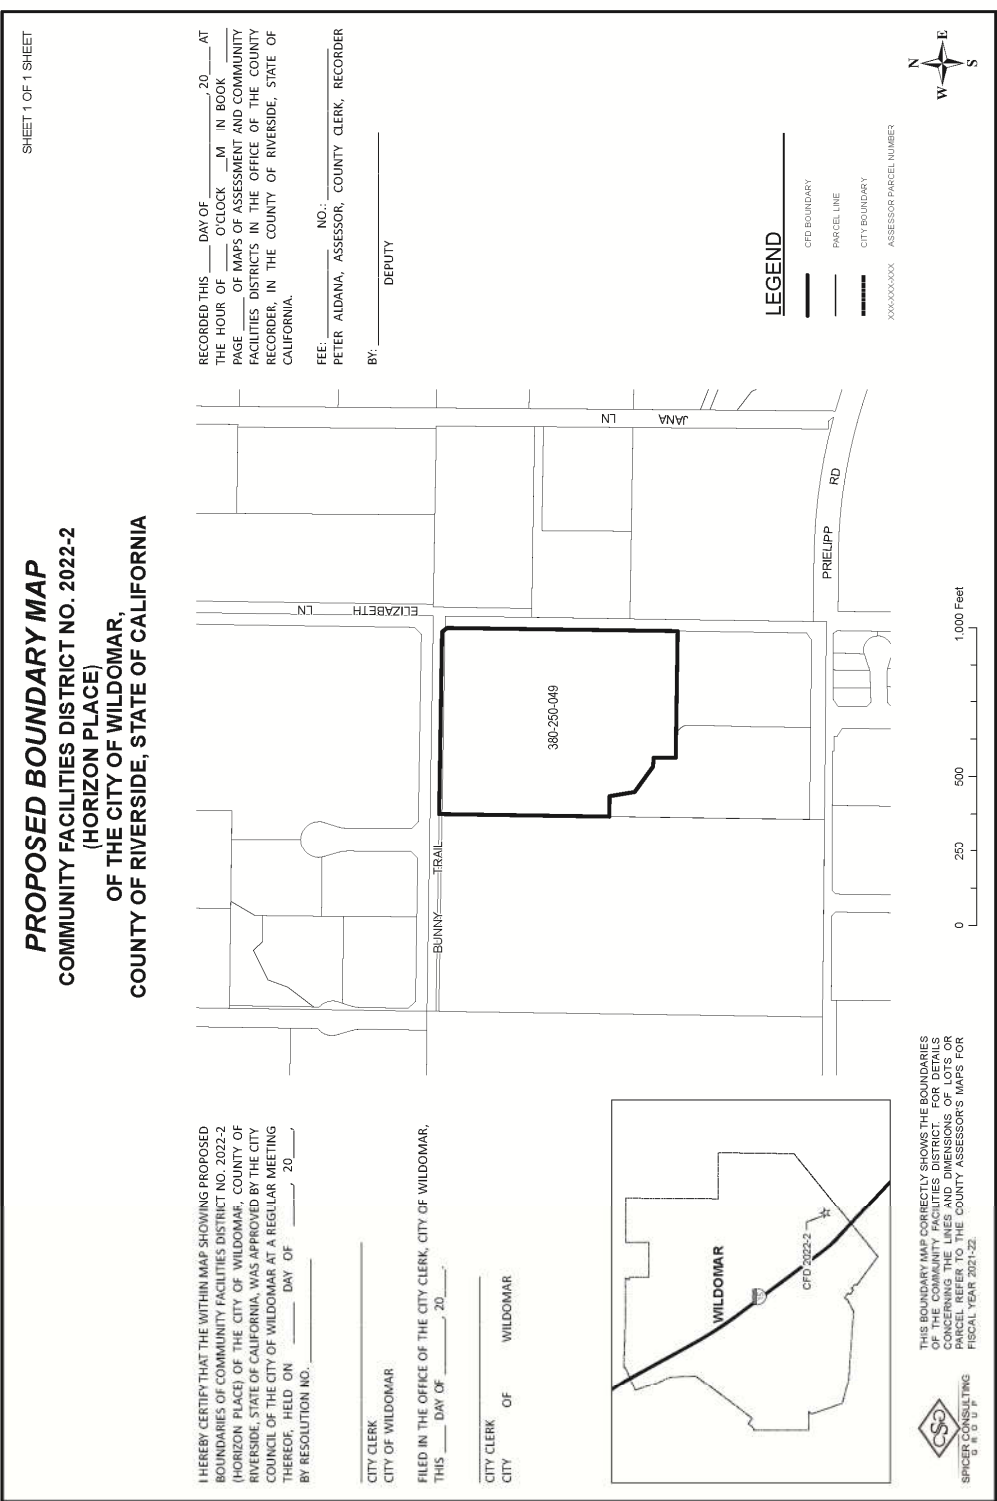 SHEET 1 OF 1 SHEET
PROPOSED BOUNDARY MAP
COMMUNITY FACILITIES DISTRICT NO. 2022-2
(HORIZON PLACE)
OF THE CITY OF WILDOMAR,
COUNTY OF RIVERSIDE, STATE OF CALIFORNIA
I HEREBY CERTIFY THAT THE WITHIN MAP SHOWING PROPOSED
BOUNDARIES OF COMMUNITY FACILITIES DISTRICT NO. 2022-2
(HORIZON PLACE) OF THE CITY OF WILDOMAR, COUNTY OF
RIVERSIDE, STATE OF CALIFORNIA, WAS APPROVED BY THE CITY
COUNCIL OF THE CITY OF WILDOMAR AT A REGULAR MEETING
THEREOF, HELD ON ______ DAY OF ______, 20___,
BY RESOLUTION NO. ________
CITY CLERK
CITY OF WILDOMAR
FILED IN THE OFFICE OF THE CITY CLERK, CITY OF WILDOMAR,
THIS ____ DAY OF ________, 20___.
CITY CLERK
CITY OF WILDOMAR
RECORDED THIS ____ DAY OF __________, 20____ AT
THE HOUR OF ____ O'CLOCK __M IN BOOK ____
PAGE ____ OF MAPS OF ASSESSMENT AND COMMUNITY
FACILITIES DISTRICTS IN THE OFFICE OF THE COUNTY
RECORDER, IN THE COUNTY OF RIVERSIDE, STATE OF
CALIFORNIA.
FEE: ________ NO.: ____________
PETER ALDANA, ASSESSOR, COUNTY CLERK, RECORDER
BY: ______________
DEPUTY
ELIZABETH LN
JANA LN
BUNNY TRAIL
380-250-049
PRIELIPP RD
LEGEND
CFD BOUNDARY
PARCEL LINE
CITY BOUNDARY
XXX-XXX-XXX ASSESSOR PARCEL NUMBER
N
W E
S
WILDOMAR
15
CFD 2022-2
0 250 500 1,000 Feet
THIS BOUNDARY MAP CORRECTLY SHOWS THE BOUNDARIES
OF THE COMMUNITY FACILITIES DISTRICT. FOR DETAILS
CONCERNING THE LINES AND DIMENSIONS OF LOTS OR
PARCEL REFER TO THE COUNTY ASSESSOR'S MAPS FOR
FISCAL YEAR 2021-22.
CSG
SPICER CONSULTING
GROUP